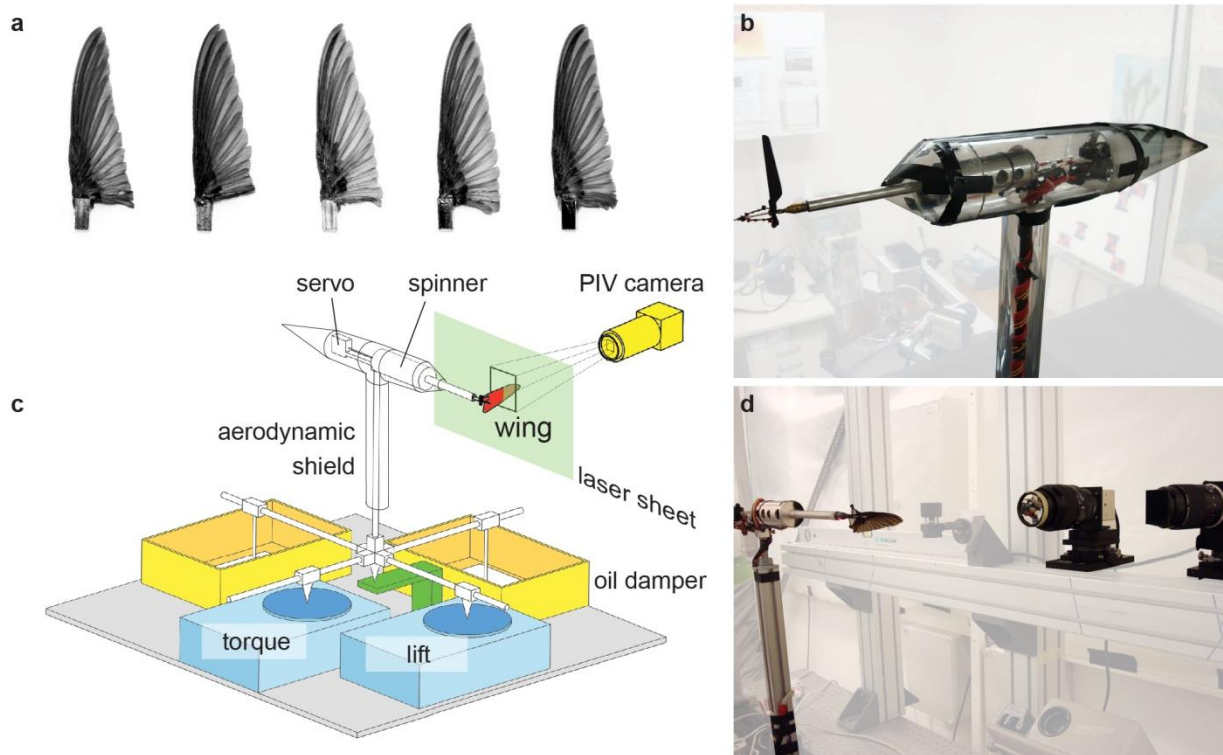 a
b
servo
spinner
PIV camera
c
aerodynamic
shield
wing
laser sheet
d
oil damper
torque
lift